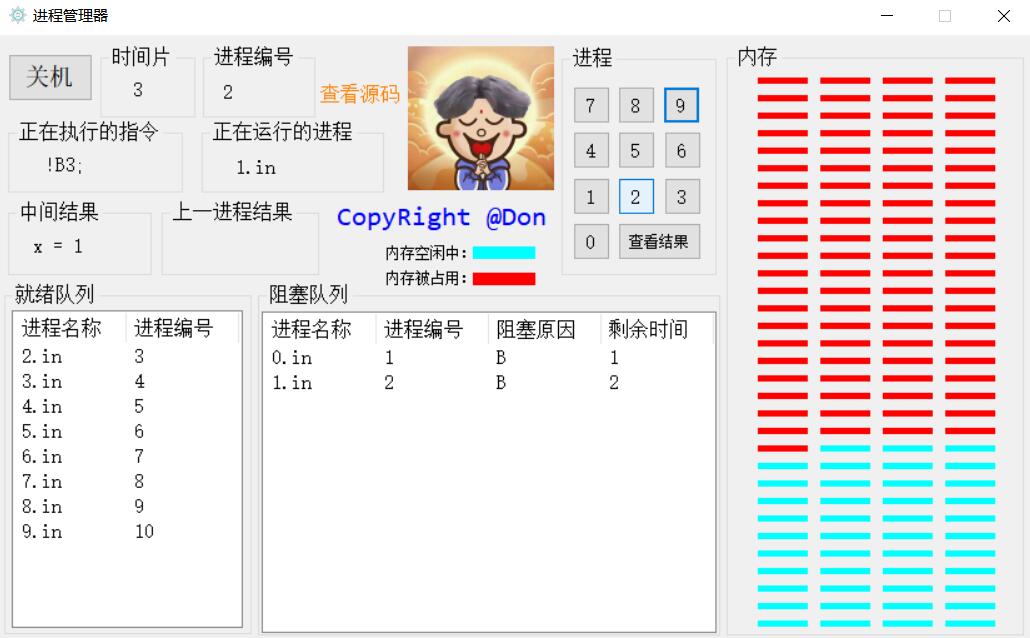 进程管理器
关机
时间片
3
进程编号
2
查看源码
正在执行的指令
!B3;
正在运行的进程
1.in
中间结果
x = 1
上一进程结果
CopyRight @Don
内存空闲中:
内存被占用:
进程
7 8 9
4 5 6
1 2 3
0 查看结果
就绪队列
进程名称 进程编号
2.in 3
3.in 4
4.in 5
5.in 6
6.in 7
7.in 8
8.in 9
9.in 10
阻塞队列
进程名称 进程编号 阻塞原因 剩余时间
0.in 1 B 1
1.in 2 B 2
内存